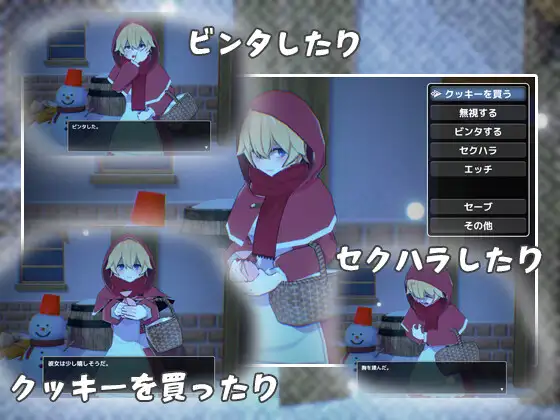 ビンタしたり
クッキーを買う
無視する
ビンタする
セクハラ
エッチ
セーブ
その他
ビンタした。
セクハラしたり
彼女は少し嬉しそうだ。
胸を揉んだ。
クッキーを買ったり